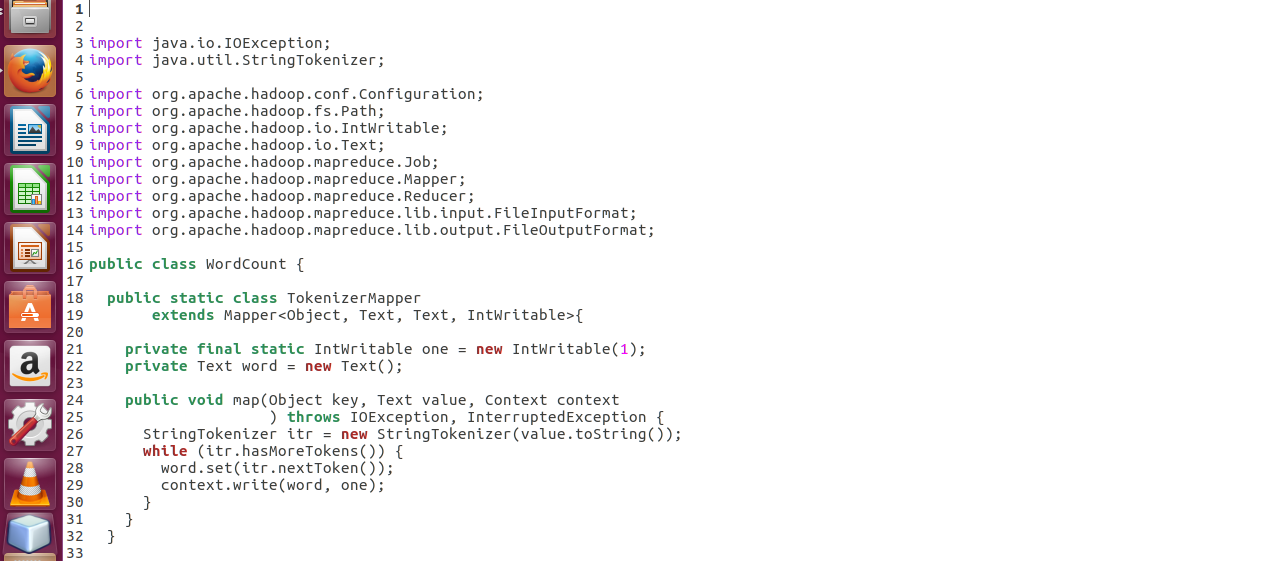 1
2
3 import java.io.IOException;
4 import java.util.StringTokenizer;
5
6 import org.apache.hadoop.conf.Configuration;
7 import org.apache.hadoop.fs.Path;
8 import org.apache.hadoop.io.IntWritable;
9 import org.apache.hadoop.io.Text;
10 import org.apache.hadoop.mapreduce.Job;
11 import org.apache.hadoop.mapreduce.Mapper;
12 import org.apache.hadoop.mapreduce.Reducer;
13 import org.apache.hadoop.mapreduce.lib.input.FileInputFormat;
14 import org.apache.hadoop.mapreduce.lib.output.FileOutputFormat;
15
16 public class WordCount {
17
18   public static class TokenizerMapper
19        extends Mapper<Object, Text, Text, IntWritable>{
20
21     private final static IntWritable one = new IntWritable(1);
22     private Text word = new Text();
23
24     public void map(Object key, Text value, Context context
25                     ) throws IOException, InterruptedException {
26       StringTokenizer itr = new StringTokenizer(value.toString());
27       while (itr.hasMoreTokens()) {
28         word.set(itr.nextToken());
29         context.write(word, one);
30       }
31     }
32   }
33